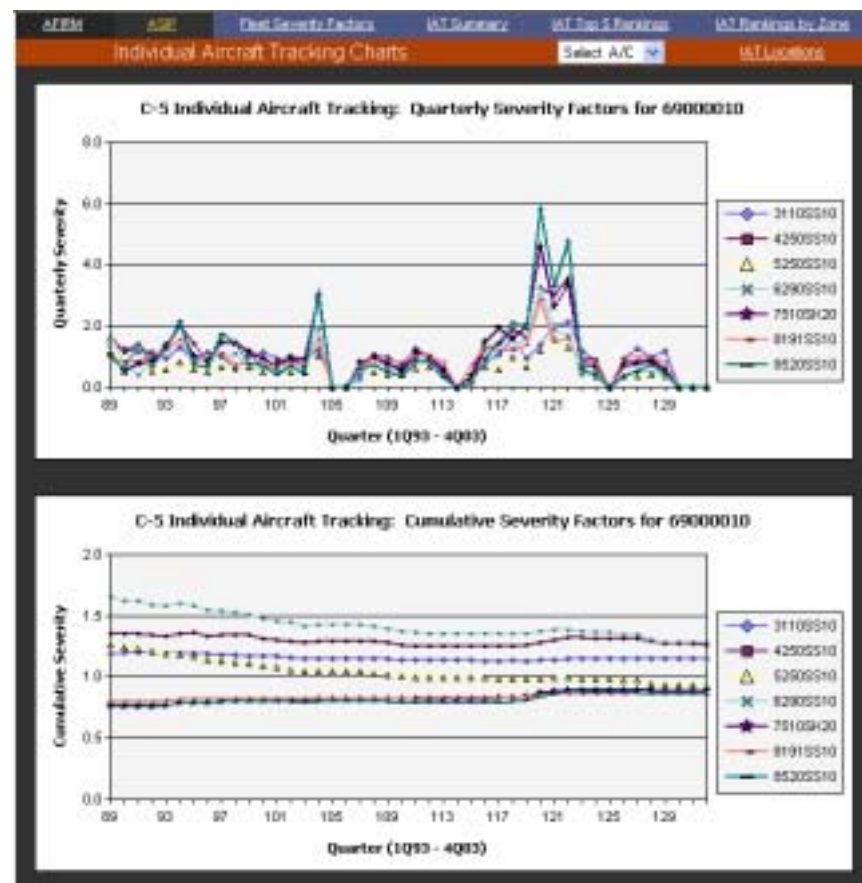 AFEM ASIP Fleet Severity Factors IAT Summary IAT Top 5 Rankings IAT Rankings by Zone
Individual Aircraft Tracking Charts Select A/C IAT Locations
C-5 Individual Aircraft Tracking: Quarterly Severity Factors for 69000010
Quarterly Severity
8.0
6.0
4.0
2.0
0.0
89 93 97 101 105 109 113 117 121 125 129
Quarter (1Q93 - 4Q03)
3110SS10
4250SS10
5250SS10
6290SS10
7510SH20
8191SS10
8520SS10
C-5 Individual Aircraft Tracking: Cumulative Severity Factors for 69000010
Cumulative Severity
2.0
1.5
1.0
0.5
0.0
89 93 97 101 105 109 113 117 121 125 129
Quarter (1Q93 - 4Q03)
3110SS10
4250SS10
5250SS10
6290SS10
7510SH20
8191SS10
8520SS10